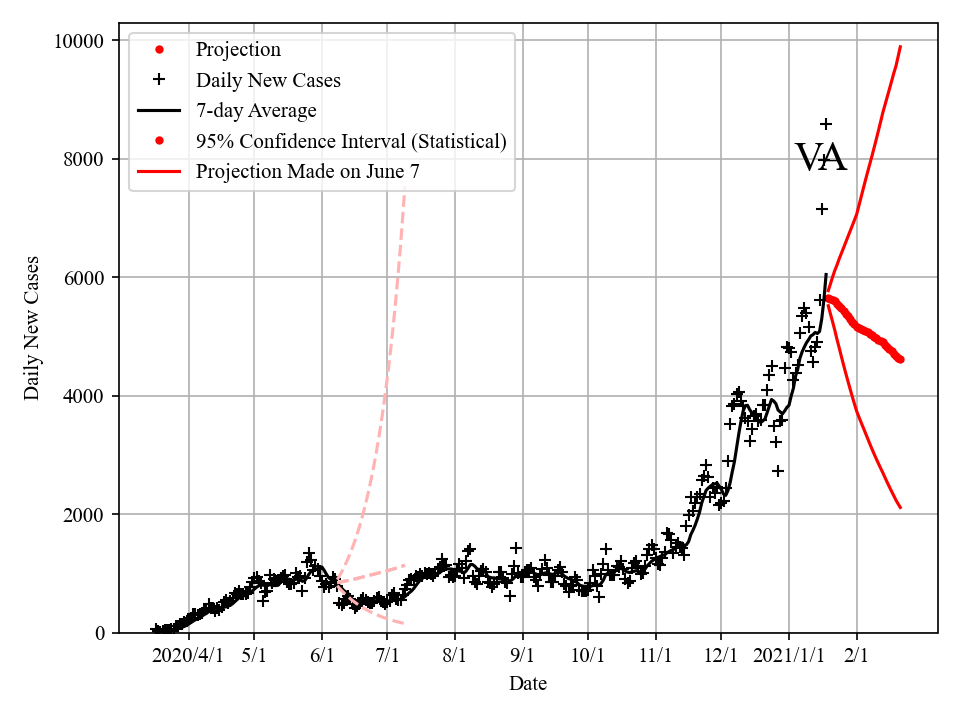 10000
8000
6000
4000
2000
0
Daily New Cases
Projection
Daily New Cases
7-day Average
95% Confidence Interval (Statistical)
Projection Made on June 7
VA
2020/4/1 5/1 6/1 7/1 8/1 9/1 10/1 11/1 12/1 2021/1/1 2/1
Date